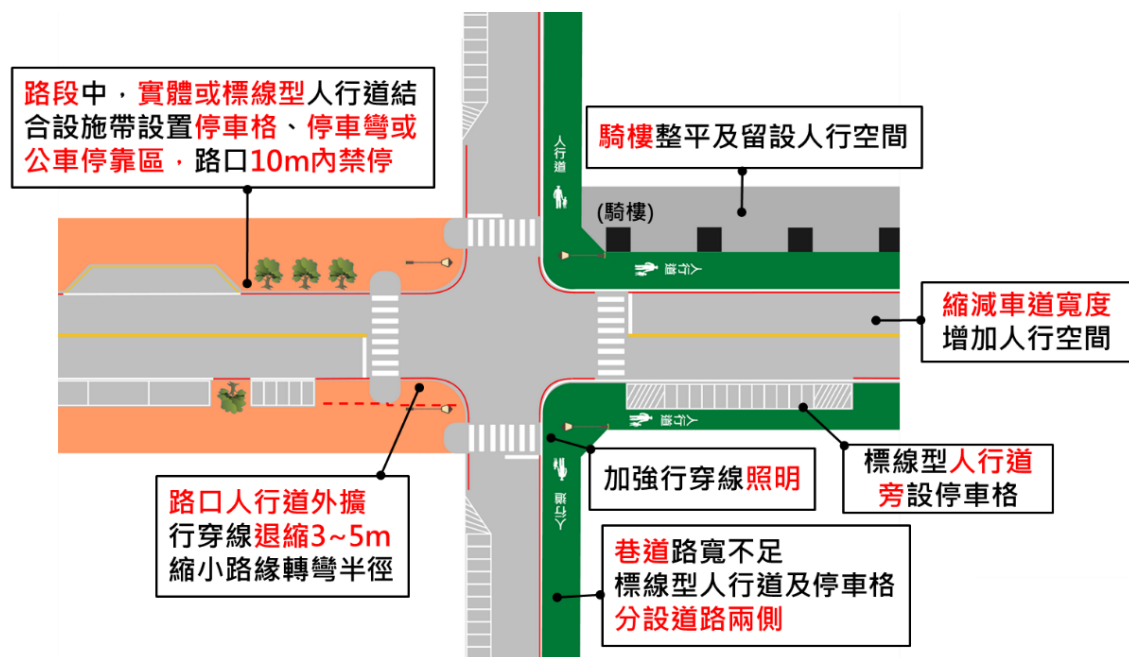 路段中，實體或標線型人行道結
合設施帶設置停車格、停車彎或
公車停靠區，路口10m內禁停
人行道
騎樓整平及留設人行空間
(騎樓)
人行道
縮減車道寬度
增加人行空間
人行道
標線型人行道
旁設停車格
加強行穿線照明
人行道
路口人行道外擴
行穿線退縮3~5m
縮小路緣轉彎半徑
巷道路寬不足
標線型人行道及停車格
分設道路兩側